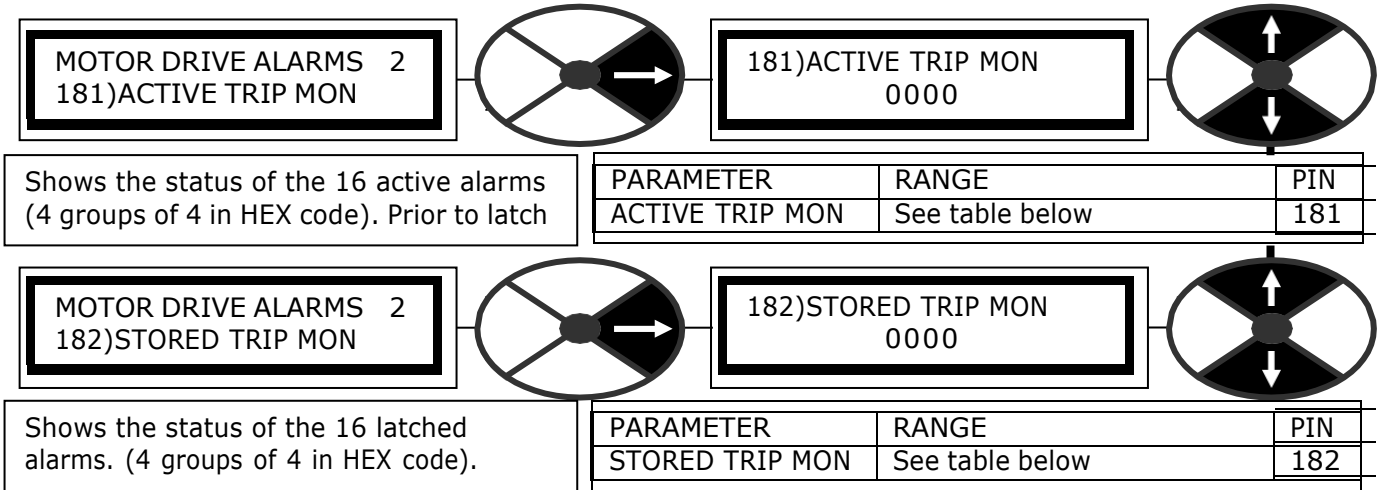 MOTOR DRIVE ALARMS 2
181)ACTIVE TRIP MON
181)ACTIVE TRIP MON
0000
Shows the status of the 16 active alarms
(4 groups of 4 in HEX code). Prior to latch
PARAMETER RANGE PIN
ACTIVE TRIP MON See table below 181
MOTOR DRIVE ALARMS 2
182)STORED TRIP MON
182)STORED TRIP MON
0000
Shows the status of the 16 latched
alarms. (4 groups of 4 in HEX code).
PARAMETER RANGE PIN
STORED TRIP MON See table below 182